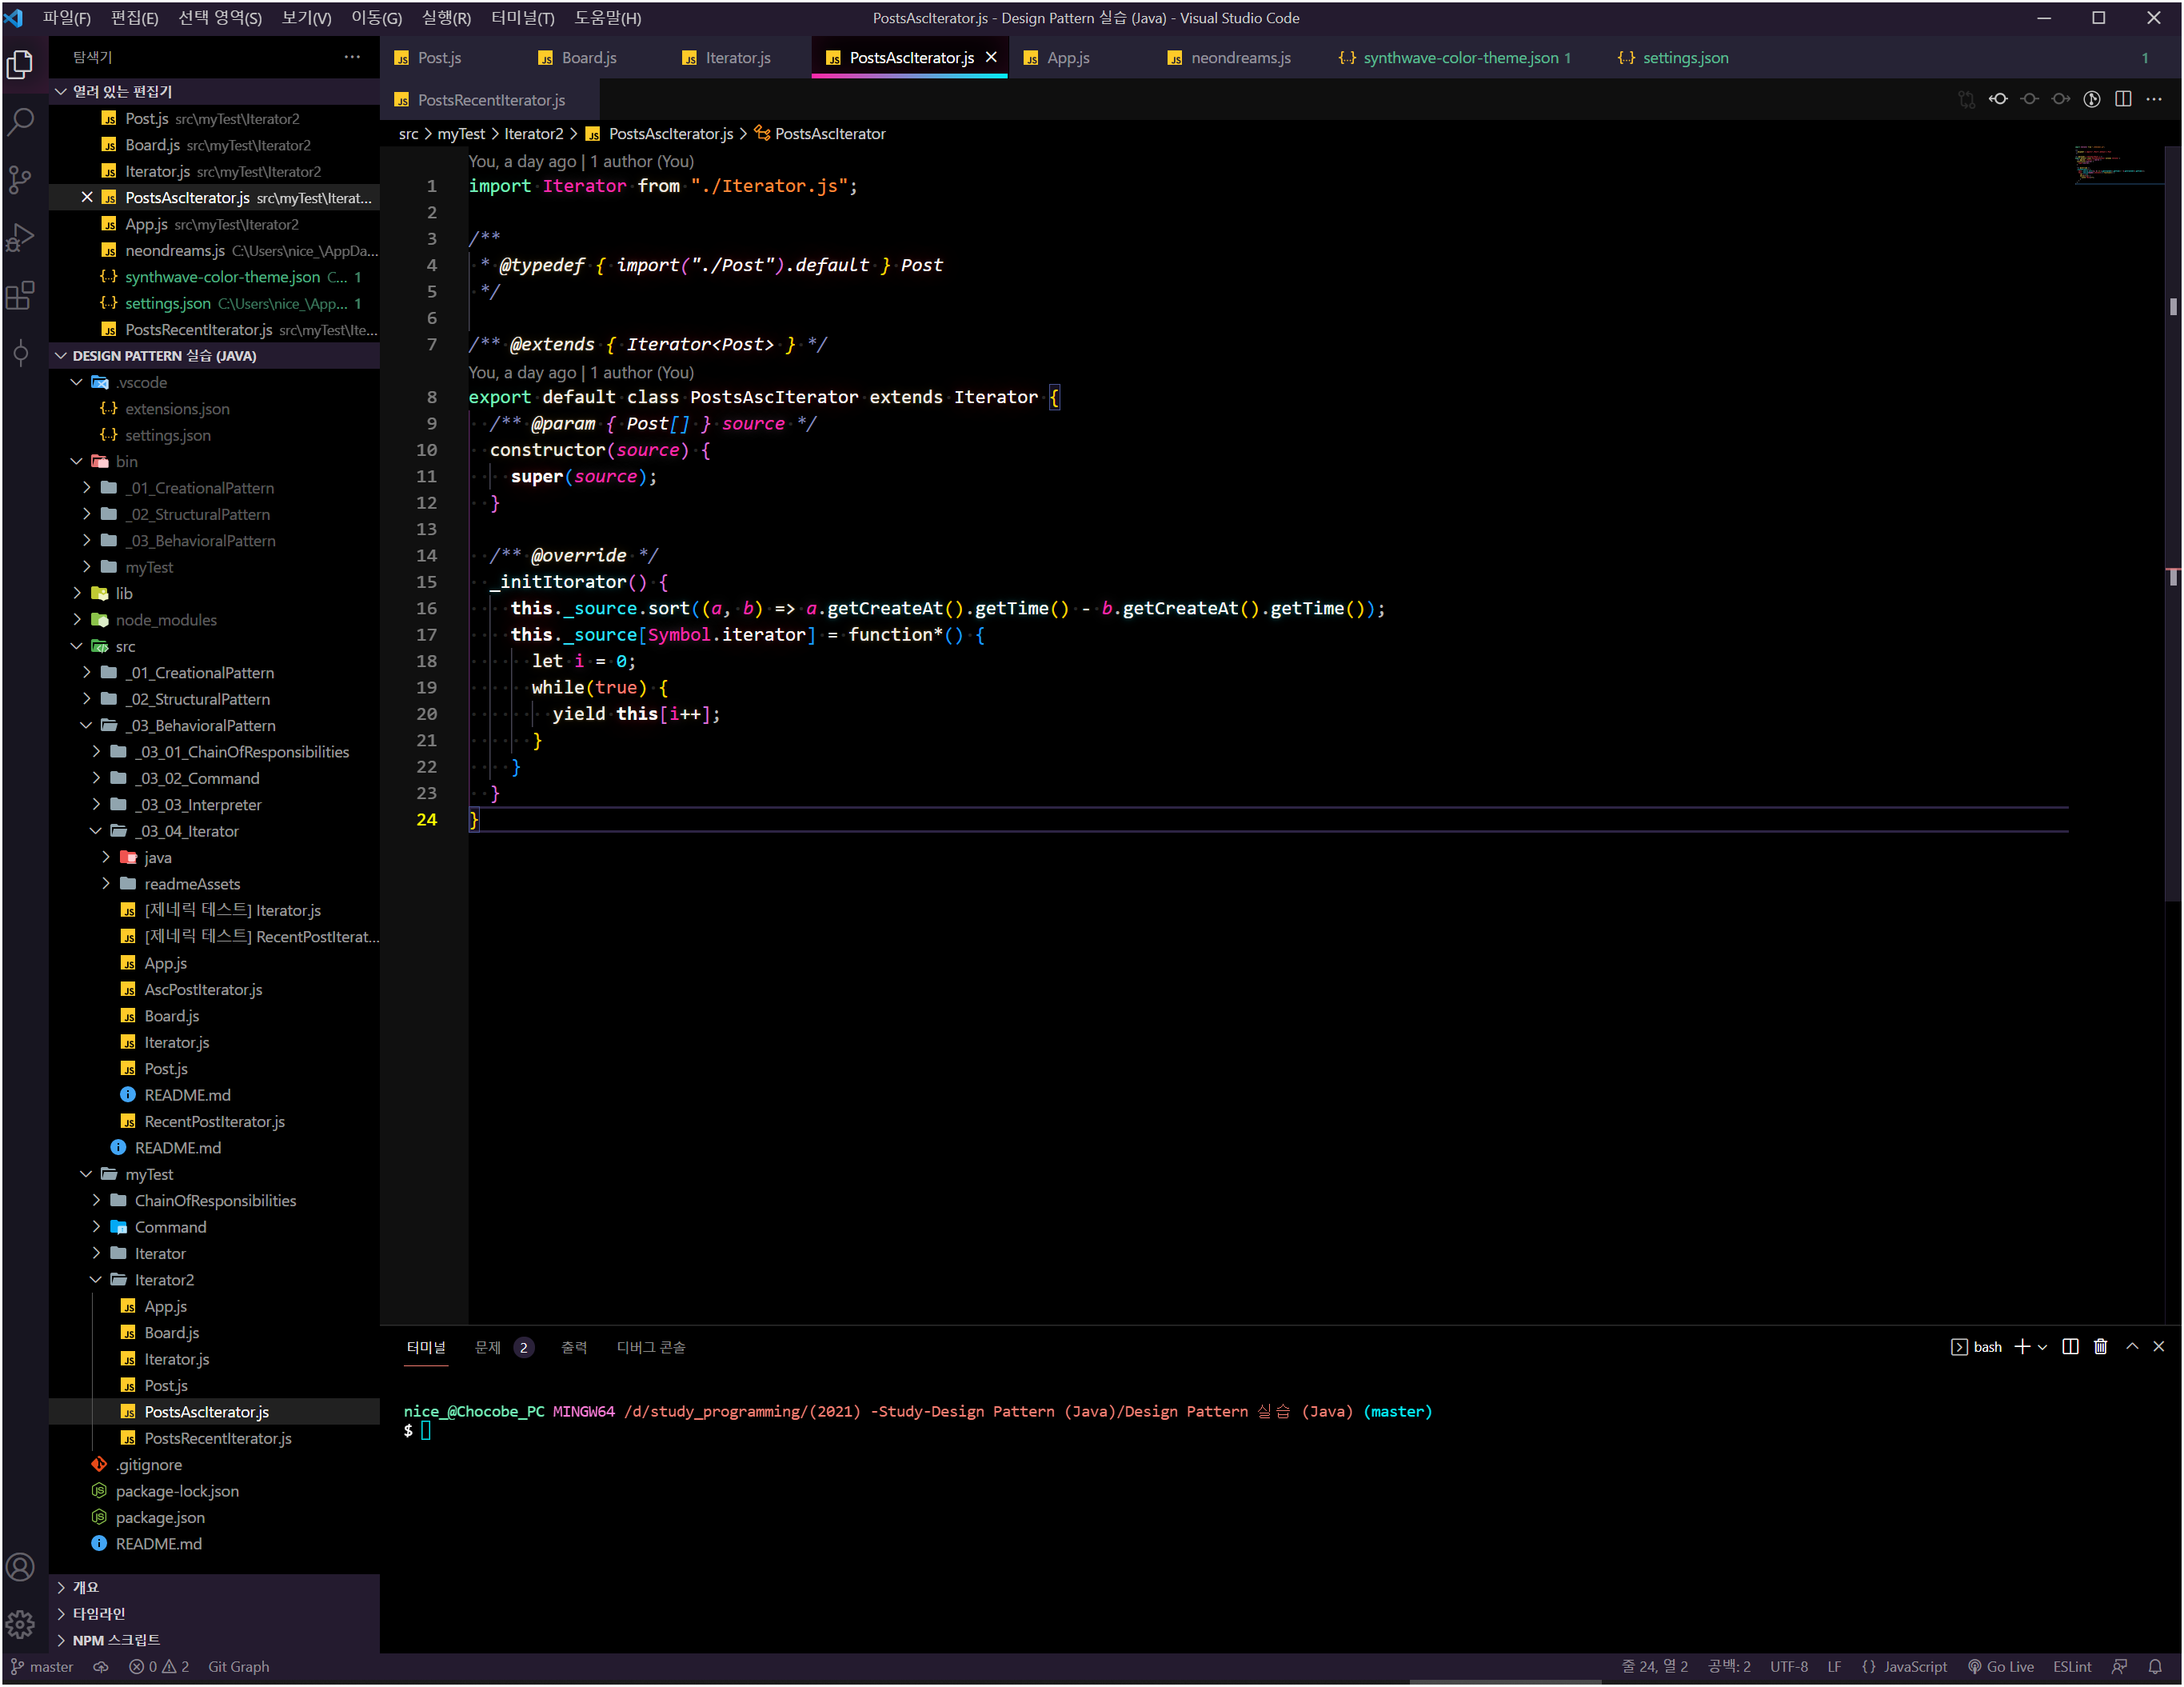 파일(F) 편집(E) 선택 영역(S) 보기(V) 이동(G) 실행(R) 터미널(T) 도움말(H) PostsAscIterator.js - Design Pattern 실습 (Java) - Visual Studio Code
탐색기
열려 있는 편집기
Post.js src\myTest\Iterator2
Board.js src\myTest\Iterator2
Iterator.js src\myTest\Iterator2
PostsAscIterator.js src\myTest\Iterat...
App.js src\myTest\Iterator2
neondreams.js C:\Users\nice_\AppDa...
synthwave-color-theme.json C... 1
settings.json C:\Users\nice_\App... 1
PostsRecentIterator.js src\myTest\Ite...
DESIGN PATTERN 실습 (JAVA)
.vscode
extensions.json
settings.json
bin
_01_CreationalPattern
_02_StructuralPattern
_03_BehavioralPattern
myTest
lib
node_modules
src
_01_CreationalPattern
_02_StructuralPattern
_03_BehavioralPattern
_03_01_ChainOfResponsibilities
_03_02_Command
_03_03_Interpreter
_03_04_Iterator
java
readmeAssets
[제네릭 테스트] Iterator.js
[제네릭 테스트] RecentPostIterat...
App.js
AscPostIterator.js
Board.js
Iterator.js
Post.js
README.md
RecentPostIterator.js
README.md
myTest
ChainOfResponsibilities
Command
Iterator
Iterator2
App.js
Board.js
Iterator.js
Post.js
PostsAscIterator.js
PostsRecentIterator.js
.gitignore
package-lock.json
package.json
README.md
개요
타임라인
NPM 스크립트
Post.js Board.js Iterator.js PostsAscIterator.js App.js neondreams.js synthwave-color-theme.json 1 settings.json 1
PostsRecentIterator.js
src > myTest > Iterator2 > PostsAscIterator.js > PostsAscIterator
You, a day ago | 1 author (You)
1 import Iterator from "./Iterator.js";
2
3 /**
4 * @typedef { import("./Post").default } Post
5 */
6
7 /** @extends { Iterator<Post> } */
You, a day ago | 1 author (You)
8 export default class PostsAscIterator extends Iterator {
9 /** @param { Post[] } source */
10 constructor(source) {
11 super(source);
12 }
13
14 /** @override */
15 _initItorator() {
16 this._source.sort((a, b) => a.getCreateAt().getTime() - b.getCreateAt().getTime());
17 this._source[Symbol.iterator] = function*() {
18 let i = 0;
19 while(true) {
20 yield this[i++];
21 }
22 }
23 }
24 }
터미널 문제 2 출력 디버그 콘솔 bash
nice_@Chocobe_PC MINGW64 /d/study_programming/(2021) -Study-Design Pattern (Java)/Design Pattern 실습 (Java) (master)
$
master 0 2 Git Graph 줄 24, 열 2 공백: 2 UTF-8 LF {} JavaScript Go Live ESLint